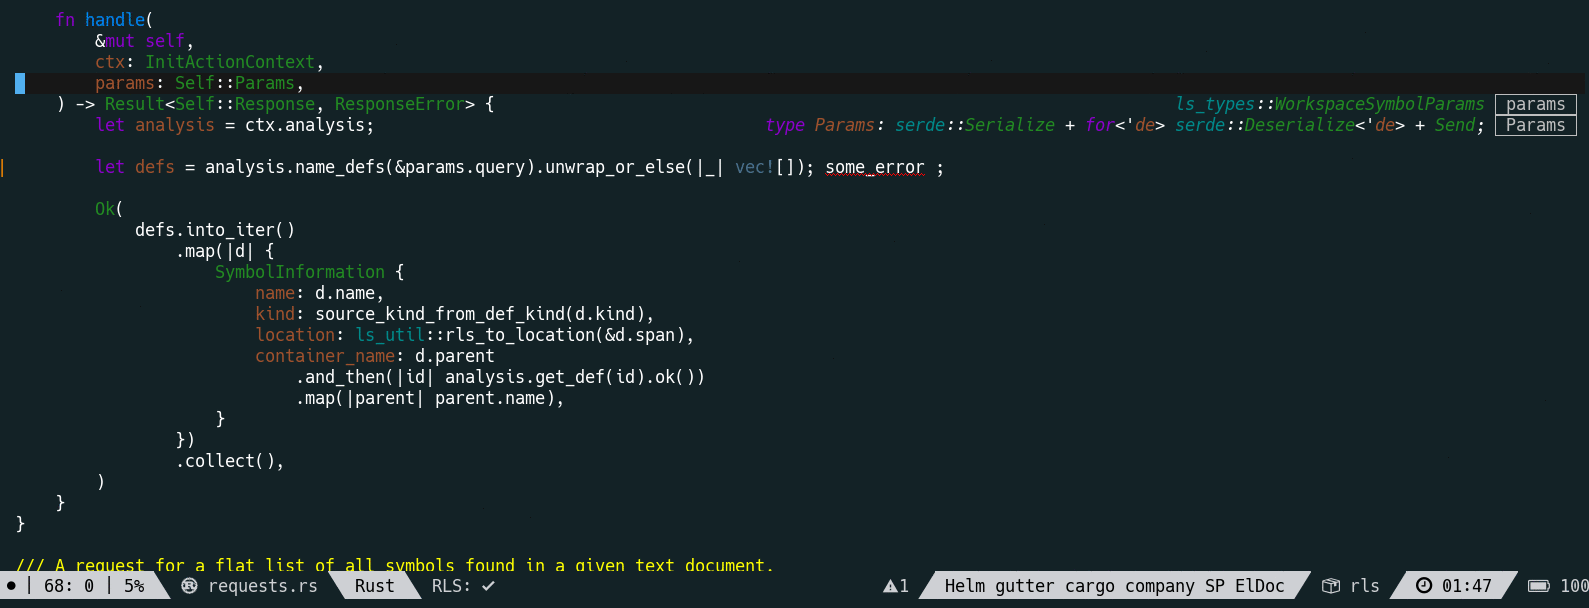 fn handle(
&mut self,
ctx: InitActionContext,
params: Self::Params,
) -> Result<Self::Response, ResponseError> { ls_types::WorkspaceSymbolParams params
let analysis = ctx.analysis; type Params: serde::Serialize + for<'de> serde::Deserialize<'de> + Send; Params
let defs = analysis.name_defs(&params.query).unwrap_or_else(|_| vec![]); some_error ;
Ok(
defs.into_iter()
.map(|d| {
SymbolInformation {
name: d.name,
kind: source_kind_from_def_kind(d.kind),
location: ls_util::rls_to_location(&d.span),
container_name: d.parent
.and_then(|id| analysis.get_def(id).ok())
.map(|parent| parent.name),
}
})
.collect(),
)
}
}
/// A request for a flat list of all symbols found in a given text document.
68: 0 | 5% requests.rs Rust RLS: ✓ 1 Helm gutter cargo company SP ElDoc rls 01:47 100